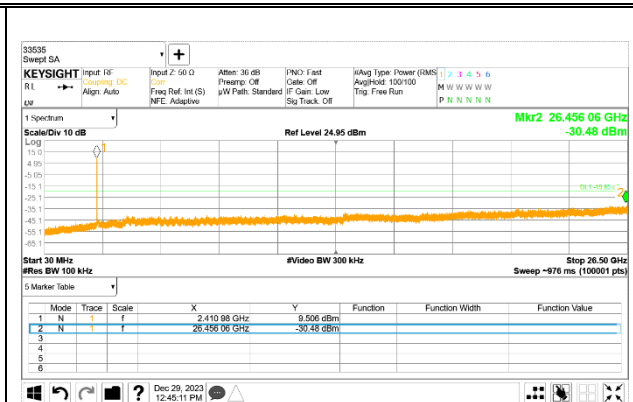 33535
Swept SA
KEYSIGHT Input: RF Input Z: 50 Ω Atten: 36 dB PNO: Fast #Avg Type: Power (RMS 1 2 3 4 5 6
R L Coupling: DC Corr Preamp: Off Gate: Off Avg|Hold: 100/100 M W W W W W
Align: Auto Freq Ref: Int (S) µW Path: Standard IF Gain: Low Trig: Free Run
NFE: Adaptive Sig Track: Off P N N N N N
1 Spectrum Mkr2 26.456 06 GHz
Scale/Div 10 dB Ref Level 24.95 dBm -30.48 dBm
Log
15.0 1
4.95
-5.05
-15.1
-25.1 2
-35.1
-45.1
-55.1
-65.1
Start 30 MHz #Video BW 300 kHz Stop 26.50 GHz
#Res BW 100 kHz Sweep ~976 ms (100001 pts)
5 Marker Table
Mode Trace Scale X Y Function Function Width Function Value
1 N 1 f 2.410 98 GHz 9.506 dBm
2 N 1 f 26.456 06 GHz -30.48 dBm
3
4
5
6
? Dec 29, 2023
12:45:11 PM